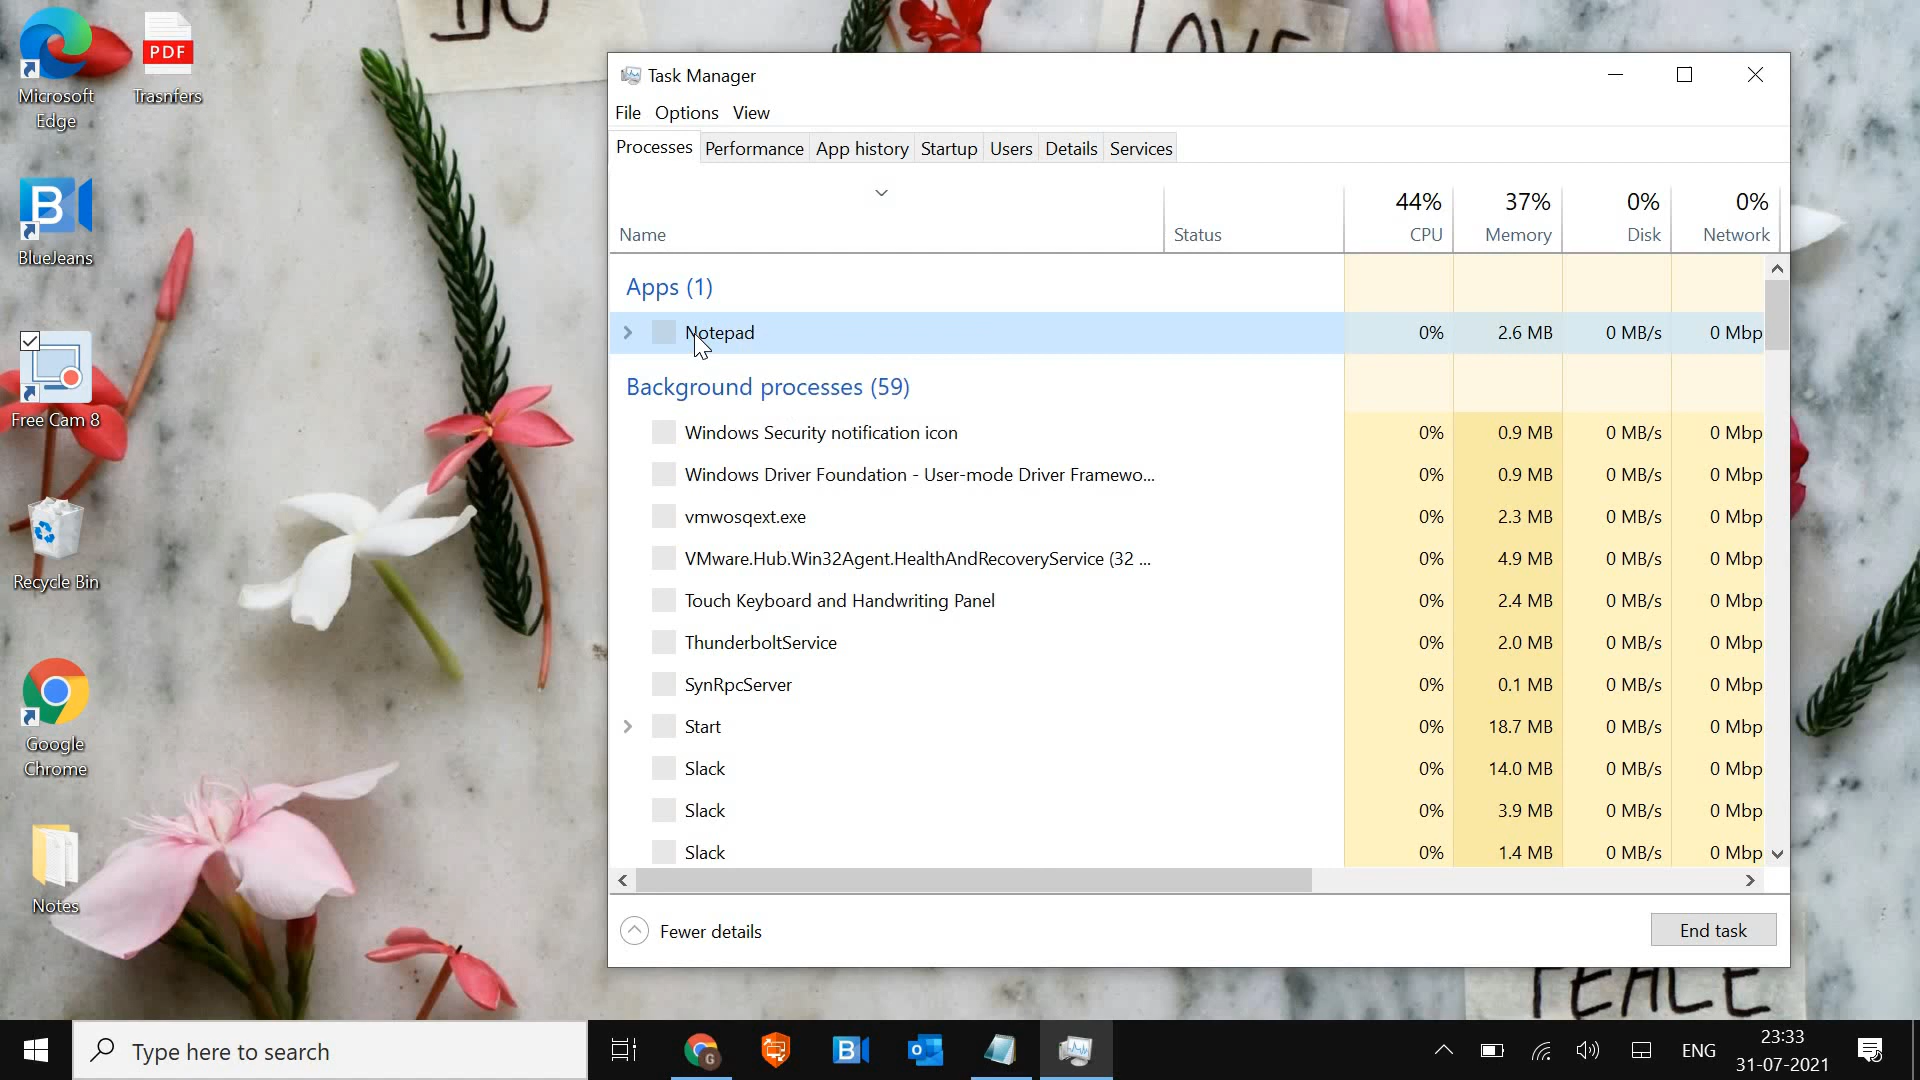 Microsoft
Edge
PDF
Trasnfers
BlueJeans
Free Cam 8
Recycle Bin
Google
Chrome
Notes
LOVE
PEACE
Task Manager
File Options View
Processes Performance App history Startup Users Details Services
44% 37% 0% 0%
Name Status CPU Memory Disk Network
Apps (1)
Notepad 0% 2.6 MB 0 MB/s 0 Mbp
Background processes (59)
Windows Security notification icon 0% 0.9 MB 0 MB/s 0 Mbp
Windows Driver Foundation - User-mode Driver Framewo... 0% 0.9 MB 0 MB/s 0 Mbp
vmwosqext.exe 0% 2.3 MB 0 MB/s 0 Mbp
VMware.Hub.Win32Agent.HealthAndRecoveryService (32 ... 0% 4.9 MB 0 MB/s 0 Mbp
Touch Keyboard and Handwriting Panel 0% 2.4 MB 0 MB/s 0 Mbp
ThunderboltService 0% 2.0 MB 0 MB/s 0 Mbp
SynRpcServer 0% 0.1 MB 0 MB/s 0 Mbp
Start 0% 18.7 MB 0 MB/s 0 Mbp
Slack 0% 14.0 MB 0 MB/s 0 Mbp
Slack 0% 3.9 MB 0 MB/s 0 Mbp
Slack 0% 1.4 MB 0 MB/s 0 Mbp
Fewer details
End task
Type here to search
ENG
23:33
31-07-2021